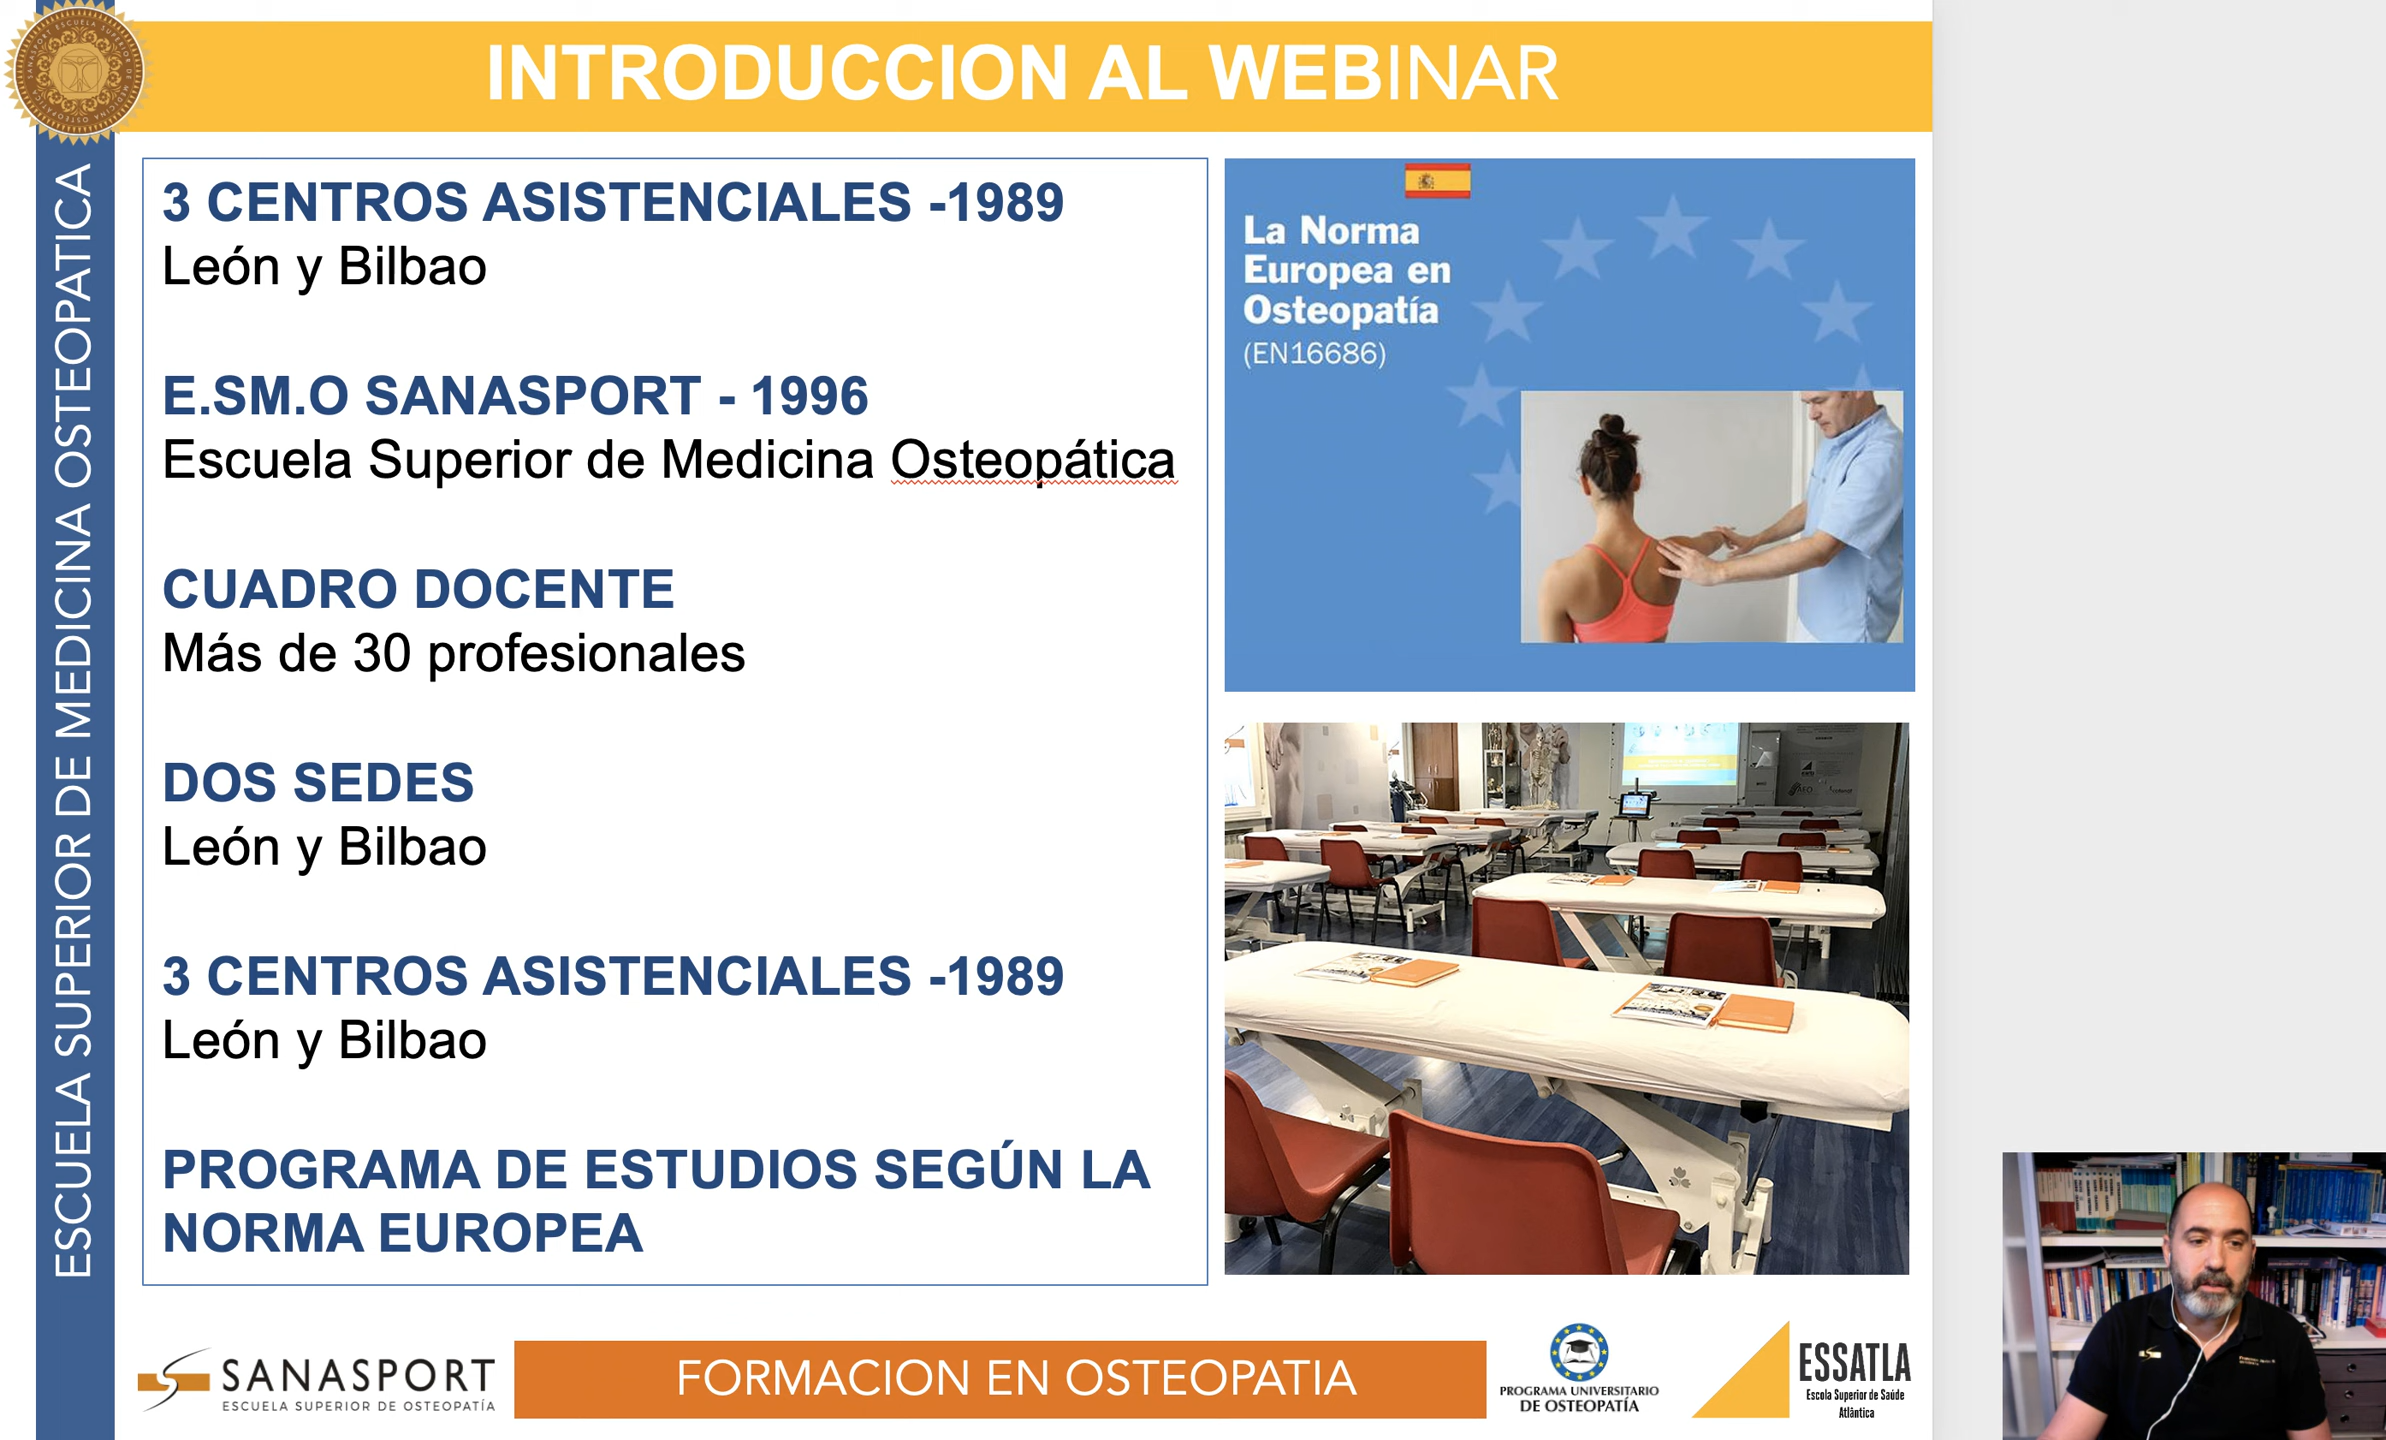 INTRODUCCION AL WEBINAR
ESCUELA SUPERIOR DE MEDICINA OSTEOPATICA
3 CENTROS ASISTENCIALES -1989
León y Bilbao
E.SM.O SANASPORT - 1996
Escuela Superior de Medicina Osteopática
CUADRO DOCENTE
Más de 30 profesionales
DOS SEDES
León y Bilbao
3 CENTROS ASISTENCIALES -1989
León y Bilbao
PROGRAMA DE ESTUDIOS SEGÚN LA
NORMA EUROPEA
La Norma
Europea en
Osteopatía
(EN16686)
SANASPORT
ESCUELA SUPERIOR DE OSTEOPATÍA
FORMACION EN OSTEOPATIA
PROGRAMA UNIVERSITARIO
DE OSTEOPATÍA
ESSATLA
Escola Superior de Saúde
Atlântica